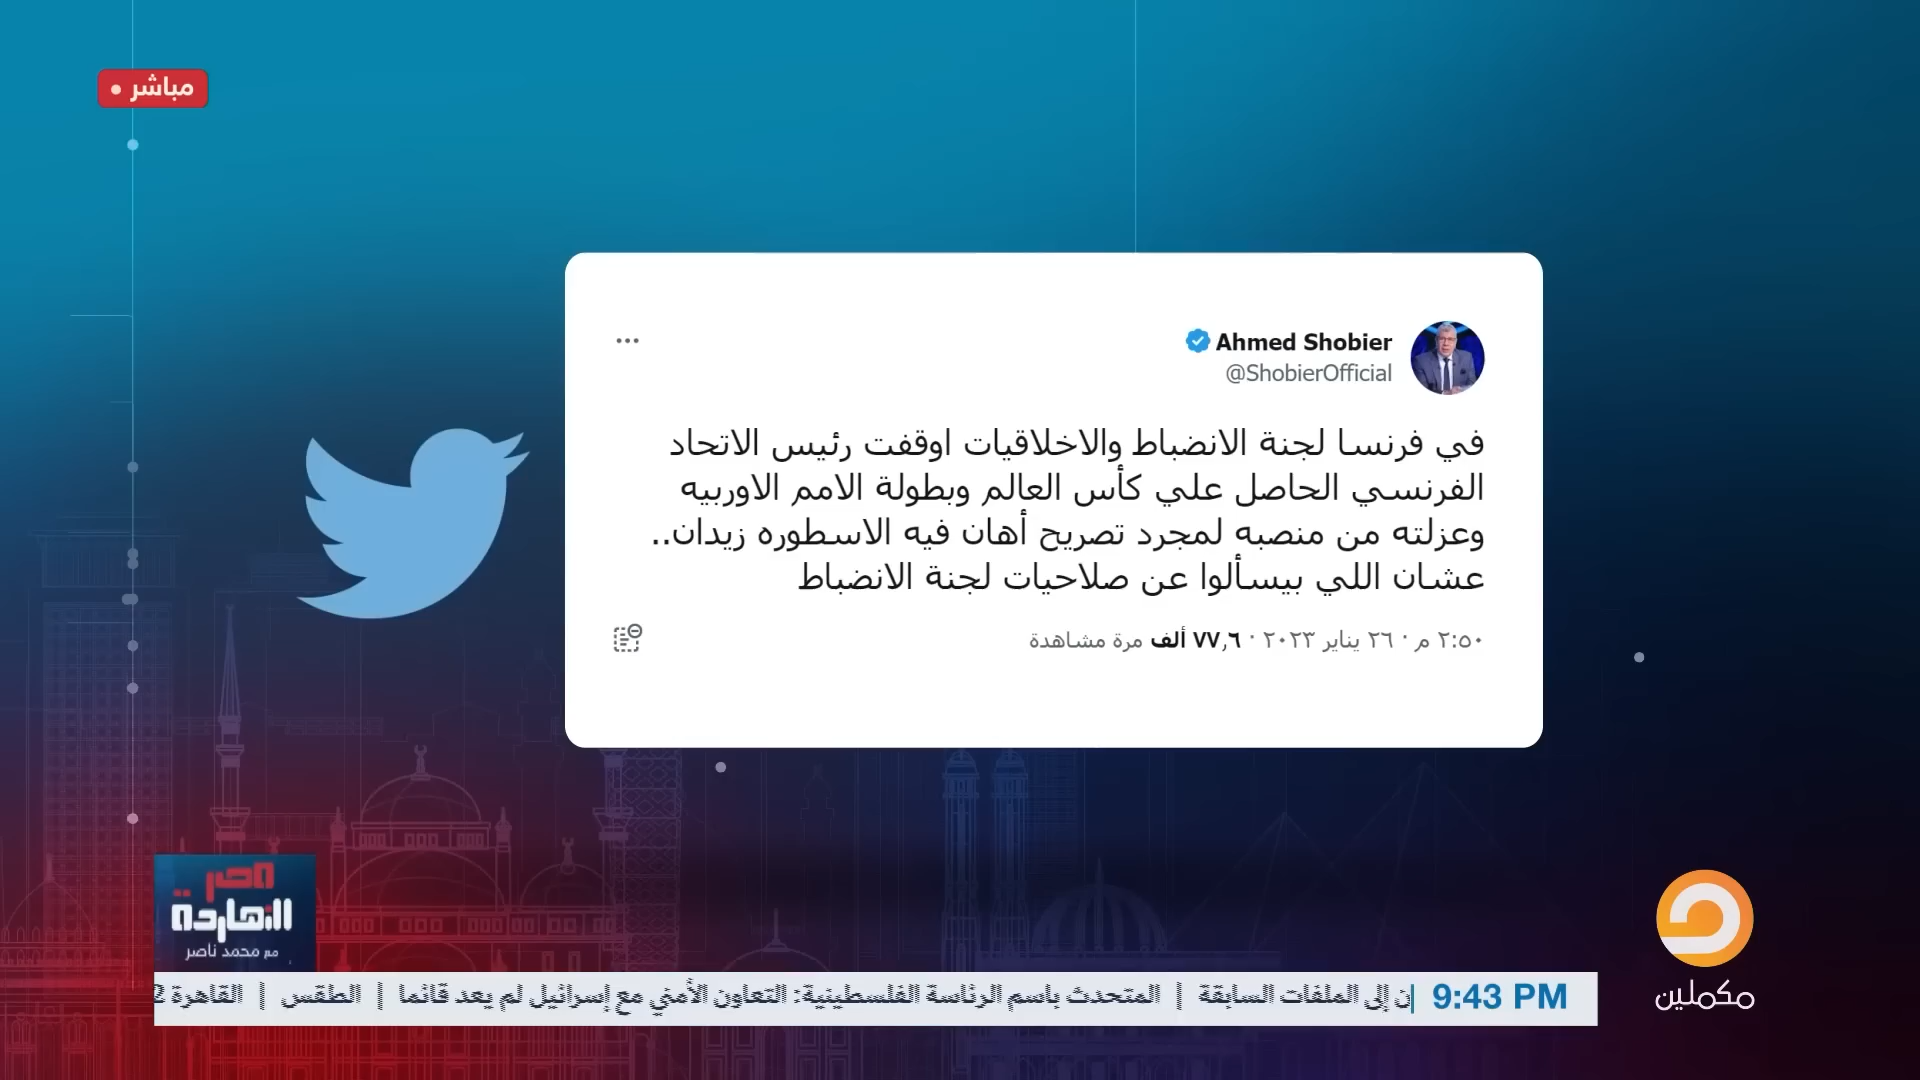 مباشر
Ahmed Shobier
@ShobierOfficial
في فرنسا لجنة الانضباط والاخلاقيات اوقفت رئيس الاتحاد
الفرنسي الحاصل علي كأس العالم وبطولة الامم الاوربيه
وعزلته من منصبه لمجرد تصريح أهان فيه الاسطوره زيدان..
عشان اللي بيسألوا عن صلاحيات لجنة الانضباط
٢:٥٠ م · ٢٦ يناير ٢٠٢٣ · ٧٧٫٦ ألف مرة مشاهدة
مصر
النهاردة
مع محمد ناصر
9:43 PM
ن إلى الملفات السابقة | المتحدث باسم الرئاسة الفلسطينية: التعاون الأمني مع إسرائيل لم يعد قائما | الطقس | القاهرة 2
مكملين